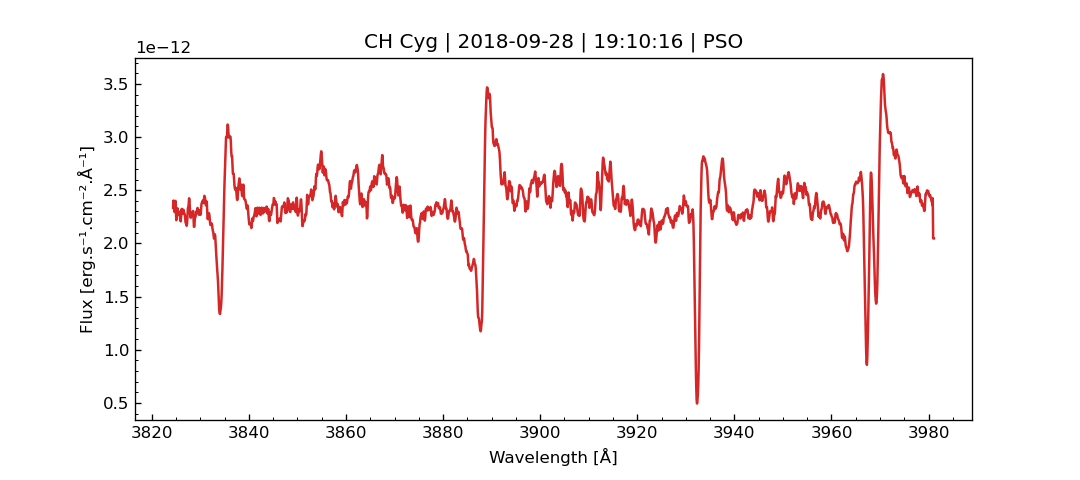 CH Cyg | 2018-09-28 | 19:10:16 | PSO
1e−12
3.5
3.0
2.5
2.0
1.5
1.0
0.5
Flux [erg.s⁻¹.cm⁻².Å⁻¹]
3820 3840 3860 3880 3900 3920 3940 3960 3980
Wavelength [Å]